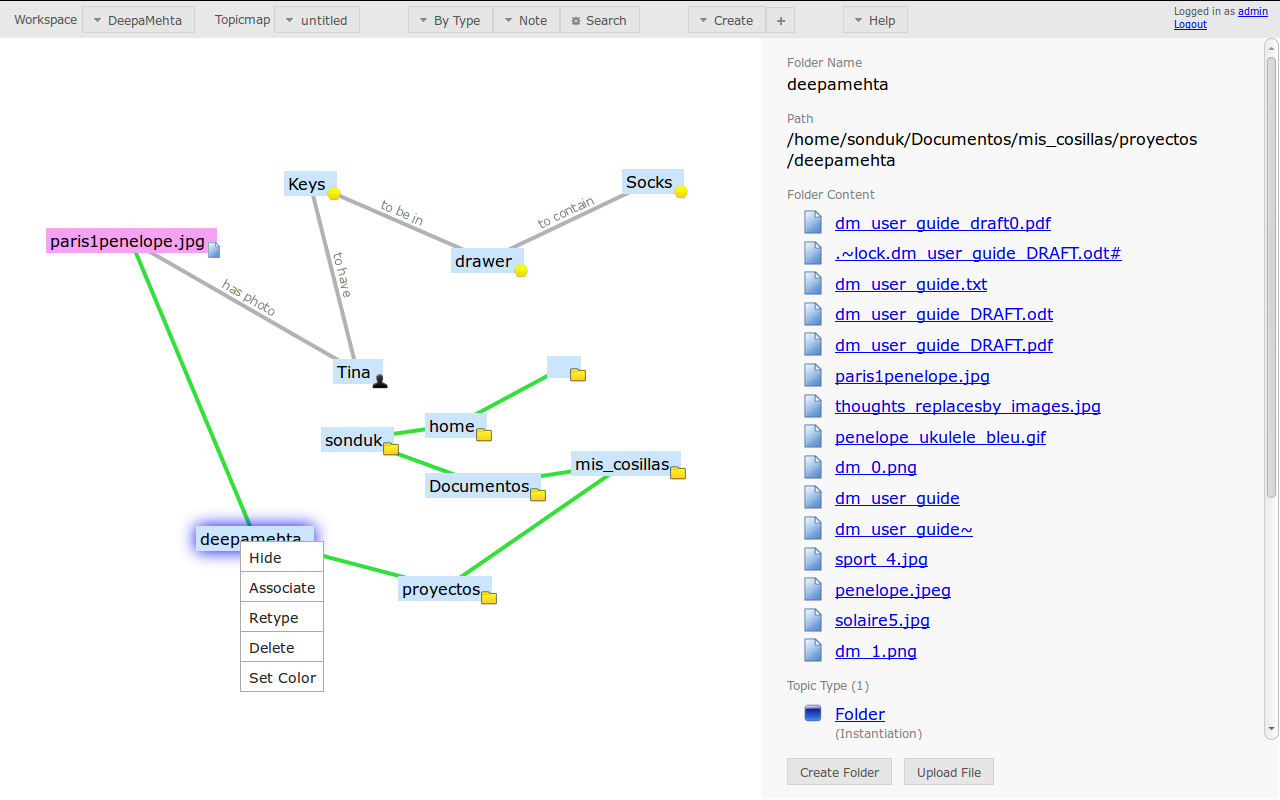 Workspace DeepaMehta Topicmap untitled By Type Note Search Create + Help
Logged in as admin
Logout
Keys
Socks
to be in
to contain
paris1penelope.jpg
drawer
to have
has photo
Tina
home
sonduk
mis_cosillas
Documentos
deepamehta
proyectos
Hide
Associate
Retype
Delete
Set Color
Folder Name
deepamehta
Path
/home/sonduk/Documentos/mis_cosillas/proyectos
/deepamehta
Folder Content
dm_user_guide_draft0.pdf
.~lock.dm_user_guide_DRAFT.odt#
dm_user_guide.txt
dm_user_guide_DRAFT.odt
dm_user_guide_DRAFT.pdf
paris1penelope.jpg
thoughts_replacesby_images.jpg
penelope_ukulele_bleu.gif
dm_0.png
dm_user_guide
dm_user_guide~
sport_4.jpg
penelope.jpeg
solaire5.jpg
dm_1.png
Topic Type (1)
Folder
(Instantiation)
Create Folder Upload File